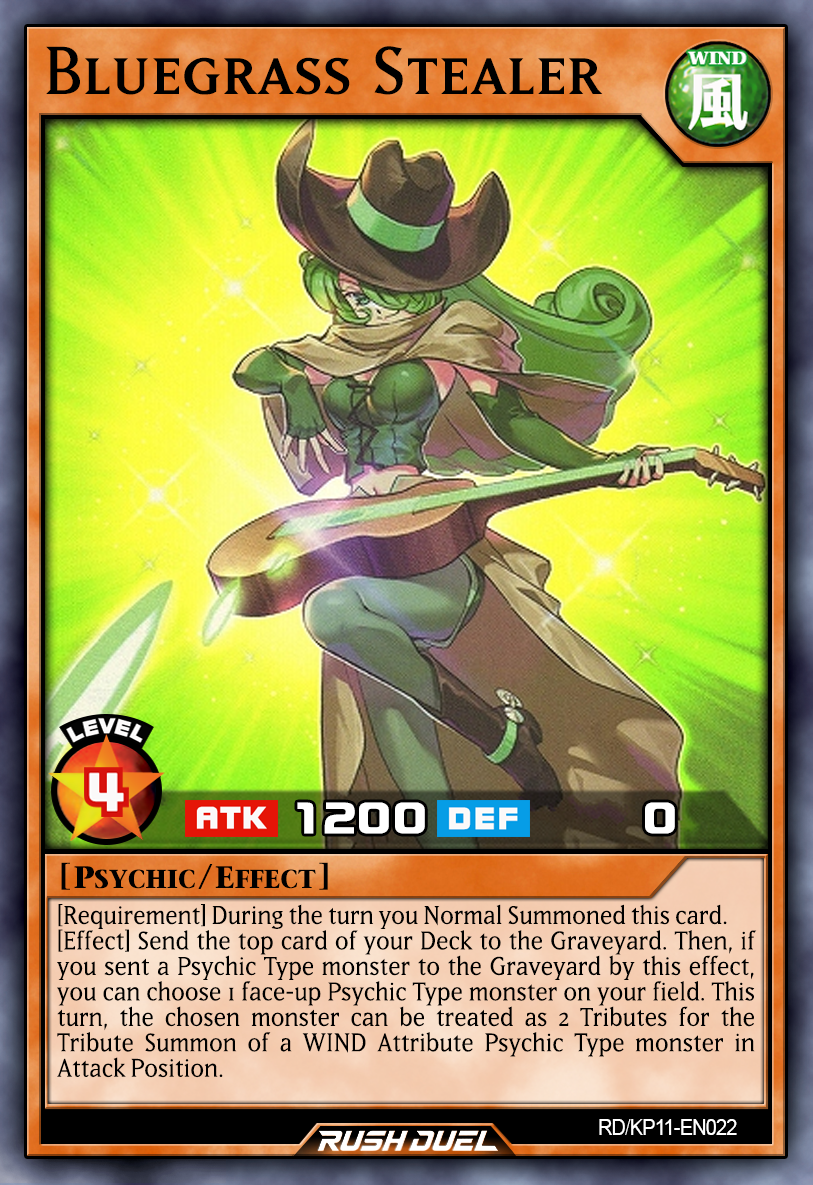 Bluegrass Stealer
WIND
風
LEVEL
4
ATK 1200 DEF 0
[Psychic/Effect]
[Requirement] During the turn you Normal Summoned this card.
[Effect] Send the top card of your Deck to the Graveyard. Then, if
you sent a Psychic Type monster to the Graveyard by this effect,
you can choose 1 face-up Psychic Type monster on your field. This
turn, the chosen monster can be treated as 2 Tributes for the
Tribute Summon of a WIND Attribute Psychic Type monster in
Attack Position.
RD/KP11-EN022
RUSH DUEL